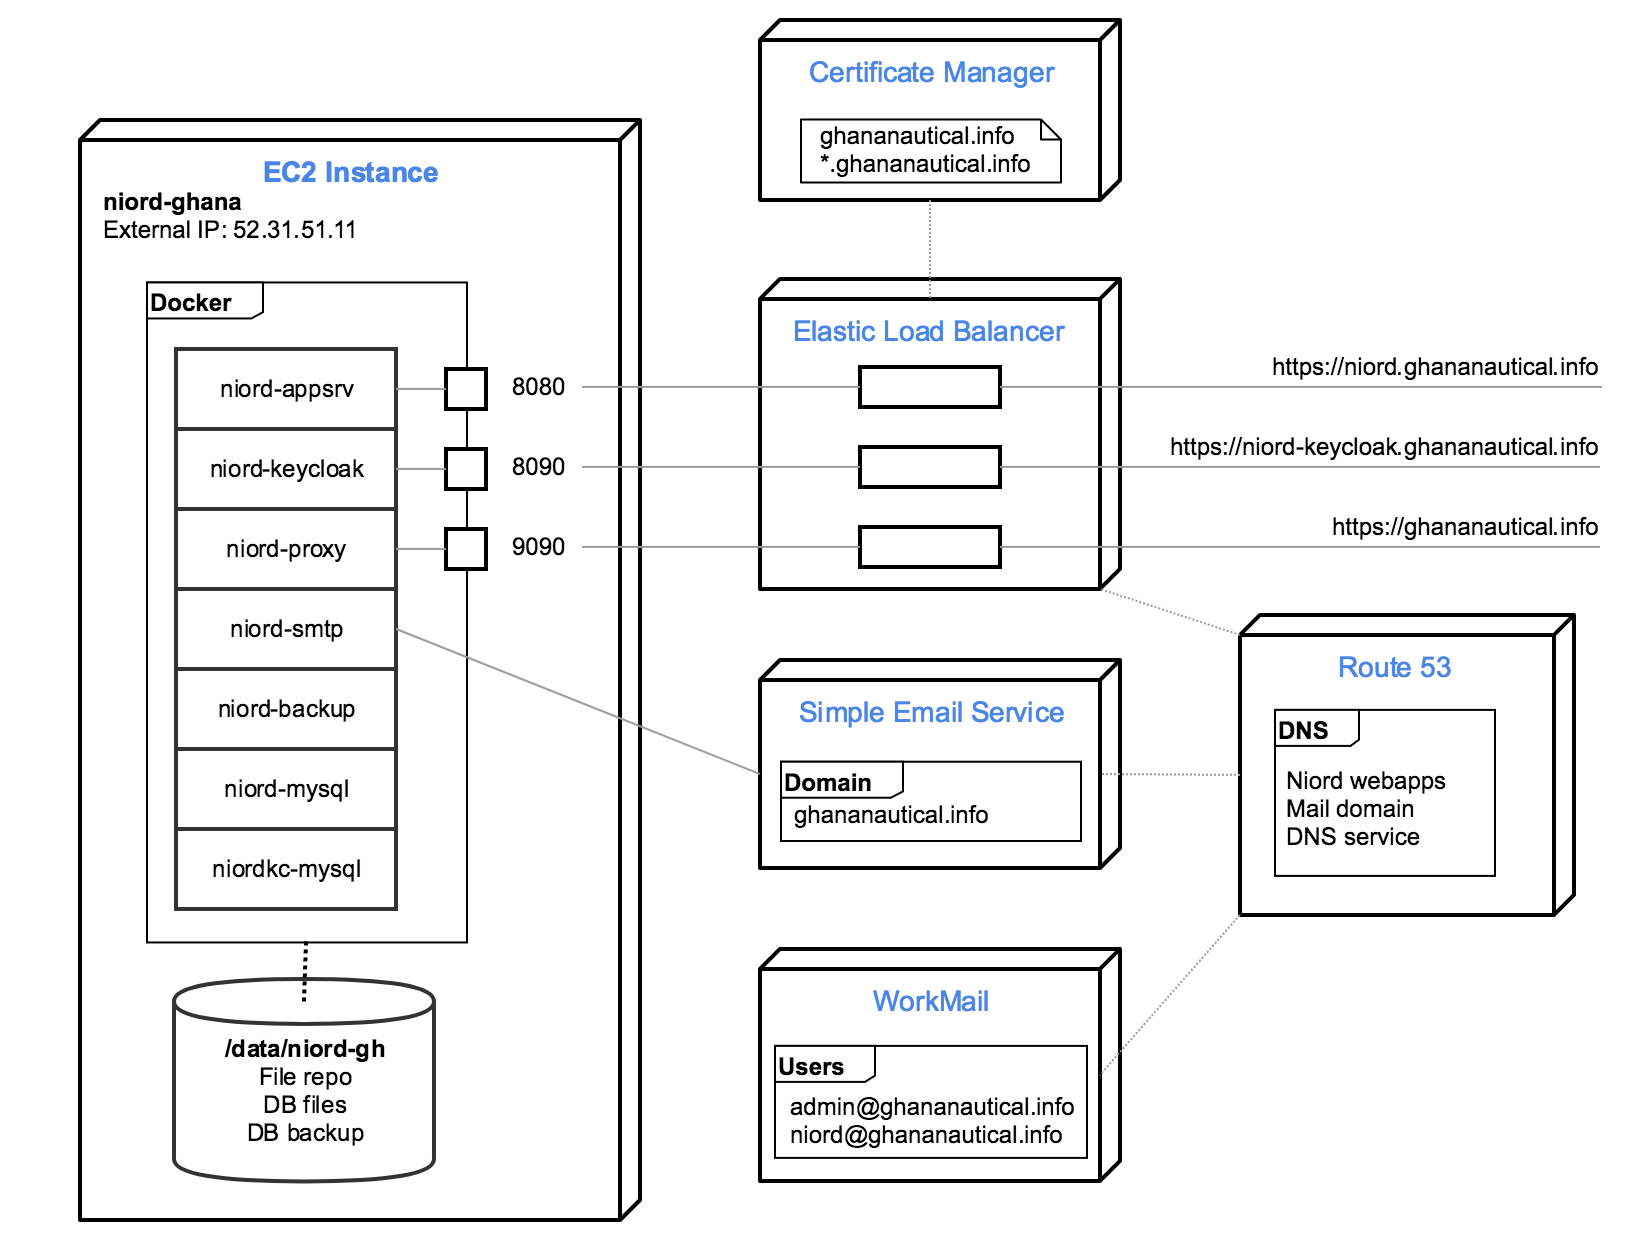 Certificate Manager
ghananautical.info
*.ghananautical.info
EC2 Instance
niord-ghana
External IP: 52.31.51.11
Docker
niord-appsrv
niord-keycloak
niord-proxy
niord-smtp
niord-backup
niord-mysql
niordkc-mysql
8080
8090
9090
/data/niord-gh
File repo
DB files
DB backup
Elastic Load Balancer
https://niord.ghananautical.info
https://niord-keycloak.ghananautical.info
https://ghananautical.info
Simple Email Service
Domain
ghananautical.info
Route 53
DNS
Niord webapps
Mail domain
DNS service
WorkMail
Users
admin@ghananautical.info
niord@ghananautical.info